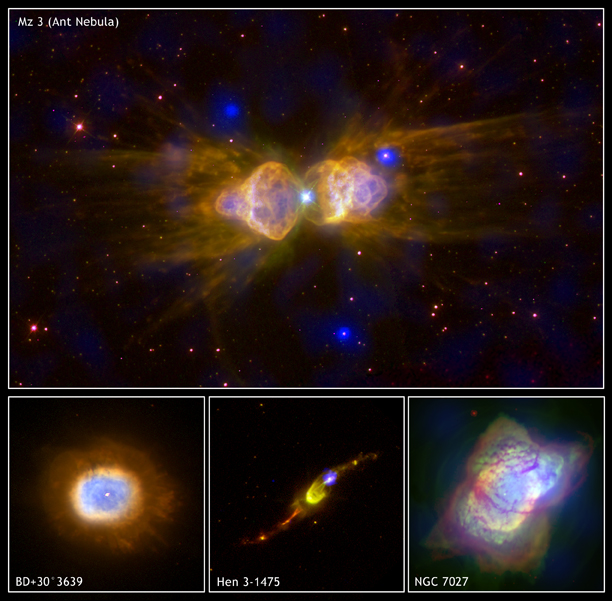 Mz 3 (Ant Nebula)
BD+30°3639
Hen 3-1475
NGC 7027